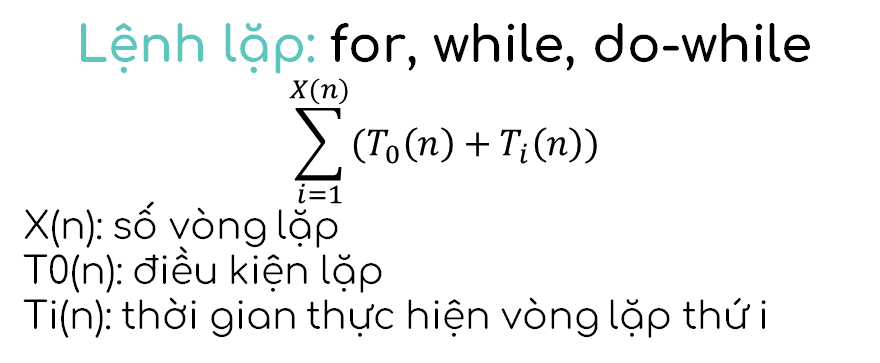 Lệnh lặp: for, while, do-while
X(n)
∑ (T₀(n) + Tᵢ(n))
i=1
X(n): số vòng lặp
T0(n): điều kiện lặp
Ti(n): thời gian thực hiện vòng lặp thứ i